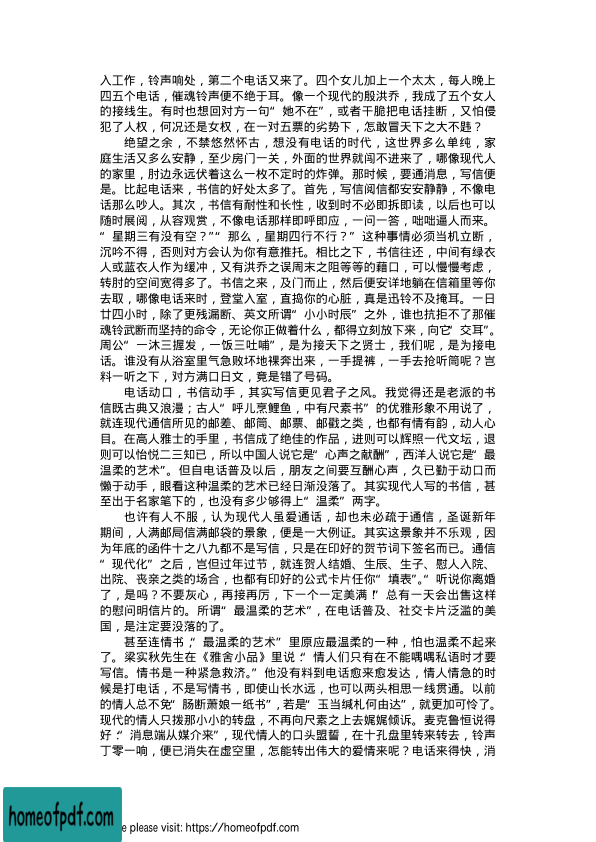 入工作，铃声响处，第二个电话又来了。四个女儿加上一个太太，每人晚上
四五个电话，催魂铃声便不绝于耳。像一个现代的殷洪乔，我成了五个女人
的接线生。有时也想回对方一句“她不在”，或者干脆把电话挂断，又怕侵
犯了人权，何况还是女权，在一对五票的劣势下，怎敢冒天下之大不韪？
绝望之余，不禁悠然怀古，想没有电话的时代，这世界多么单纯，家
庭生活又多么安静，至少房门一关，外面的世界就闯不进来了，哪像现代人
的家里，肘边永远伏着这么一枚不定时的炸弹。那时候，要通消息，写信便
是。比起电话来，书信的好处太多了。首先，写信阅信都安安静静，不像电
话那么吵人。其次，书信有耐性和长性，收到时不必即拆即读，以后也可以
随时展阅，从容观赏，不像电话那样即呼即应，一问一答，咄咄逼人而来。
“星期三有没有空？”“那么，星期四行不行？”这种事情必须当机立断，
沉吟不得，否则对方会认为你有意推托。相比之下，书信往还，中间有绿衣
人或蓝衣人作为缓冲，又有洪乔之误周末之阻等等的藉口，可以慢慢考虑，
转肘的空间宽得多了。书信之来，及门而止，然后便安详地躺在信箱里等你
去取，哪像电话来时，登堂入室，直捣你的心脏，真是迅铃不及掩耳。一日
廿四小时，除了更残漏断、英文所谓“小小时辰”之外，谁也抗拒不了那催
魂铃武断而坚持的命令，无论你正做着什么，都得立刻放下来，向它“交耳”。
周公“一沐三握发，一饭三吐哺”，是为接天下之贤士，我们呢，是为接电
话。谁没有从浴室里气急败坏地裸奔出来，一手提裤，一手去抢听筒呢？岂
料一听之下，对方满口日文，竟是错了号码。
电话动口，书信动手，其实写信更见君子之风。我觉得还是老派的书
信既古典又浪漫；古人“呼儿烹鲤鱼，中有尺素书”的优雅形象不用说了，
就连现代通信所见的邮差、邮筒、邮票、邮戳之类，也都有情有韵，动人心
目。在高人雅士的手里，书信成了绝佳的作品，进则可以辉照一代文坛，退
则可以怡悦二三知己，所以中国人说它是“心声之献酬”，西洋人说它是“最
温柔的艺术”。但自电话普及以后，朋友之间要互酬心声，久已勤于动口而
懒于动手，眼看这种温柔的艺术已经日渐没落了。其实现代人写的书信，甚
至出于名家笔下的，也没有多少够得上“温柔”两字。
也许有人不服，认为现代人虽爱通话，却也未必疏于通信，圣诞新年
期间，人满邮局信满邮袋的景象，便是一大例证。其实这景象并不乐观，因
为年底的函件十之八九都不是写信，只是在印好的贺节词下签名而已。通信
“现代化”之后，岂但过年过节，就连贺人结婚、生辰、生子、慰人入院、
出院、丧亲之类的场合，也都有印好的公式卡片任你“填表”。“听说你离婚
了，是吗？不要灰心，再接再厉，下一个一定美满！”总有一天会出售这样
的慰问明信片的。所谓“最温柔的艺术”，在电话普及、社交卡片泛滥的美
国，是注定要没落的了。
甚至连情书，“最温柔的艺术”里原应最温柔的一种，怕也温柔不起来
了。梁实秋先生在《雅舍小品》里说：“情人们只有在不能喁喁私语时才要
写信。情书是一种紧急救济。”他没有料到电话愈来愈发达，情人情急的时
候是打电话，不是写情书，即使山长水远，也可以两头相思一线贯通。以前
的情人总不免“肠断萧娘一纸书”，若是“玉当缄札何由达”，就更加可怜了。
现代的情人只拨那小小的转盘，不再向尺素之上去娓娓倾诉。麦克鲁恒说得
好：“消息端从媒介来”，现代情人的口头盟誓，在十孔盘里转来转去，铃声
丁零一响，便已消失在虚空里，怎能转出伟大的爱情来呢？电话来得快，消
homeofpdf.com
e please visit: https://homeofpdf.com